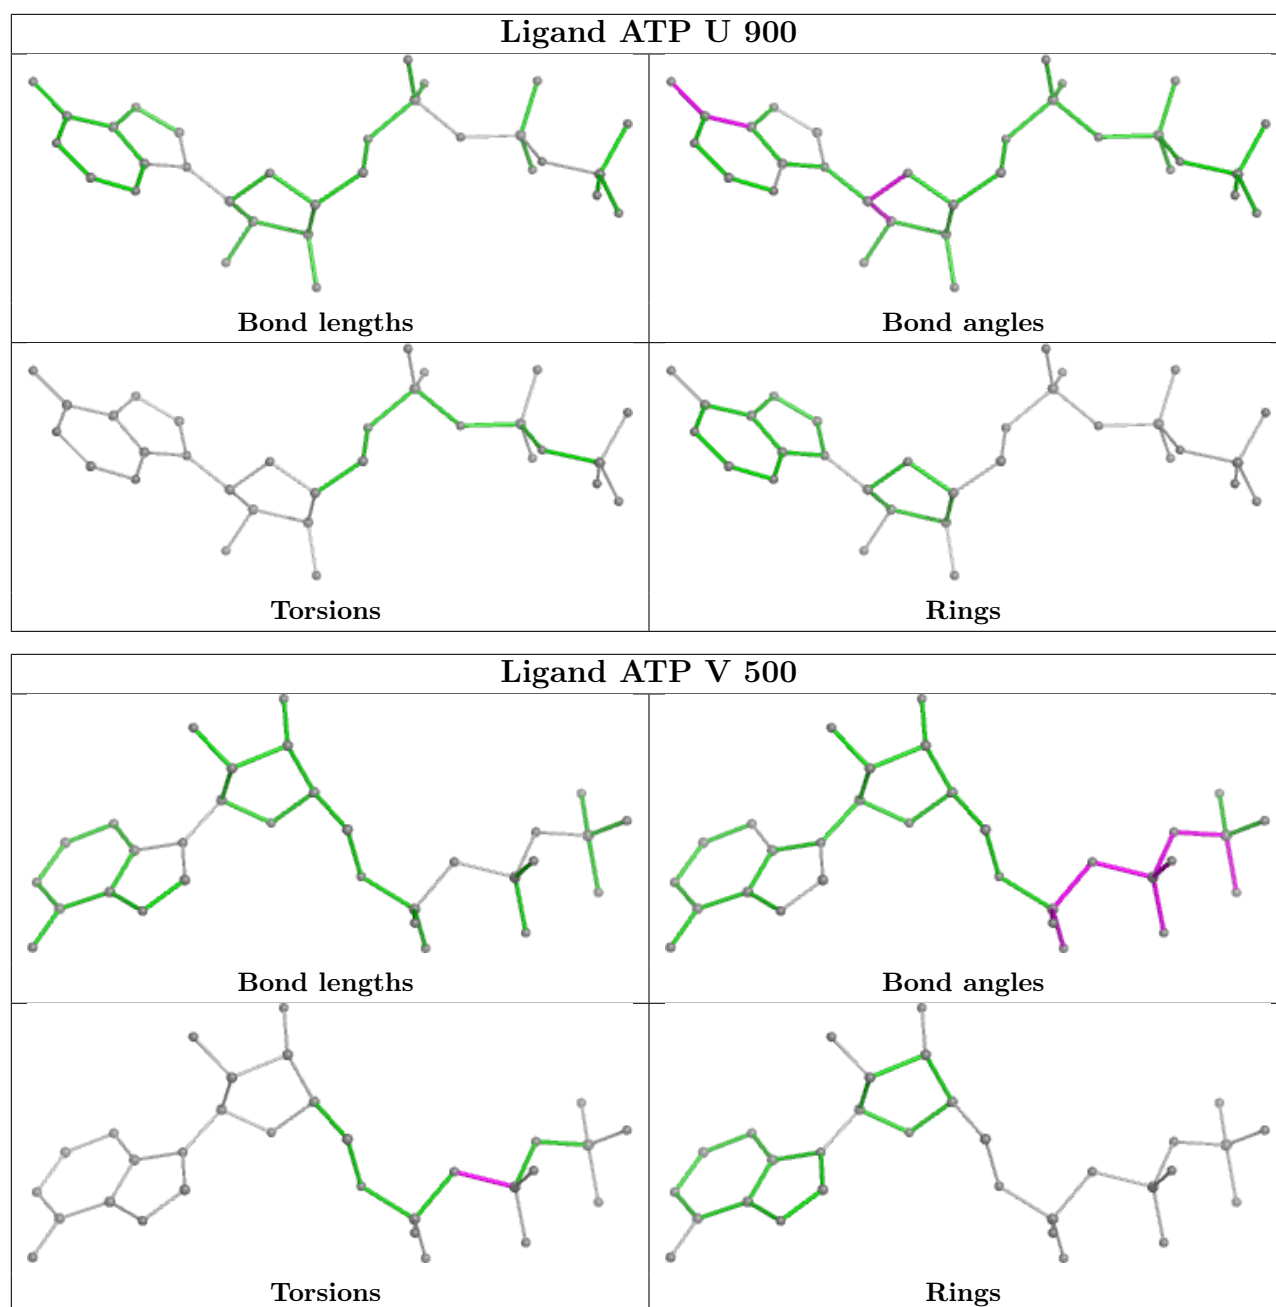 Ligand ATP U 900
Bond lengths
Bond angles
Torsions
Rings
Ligand ATP V 500
Bond lengths
Bond angles
Torsions
Rings